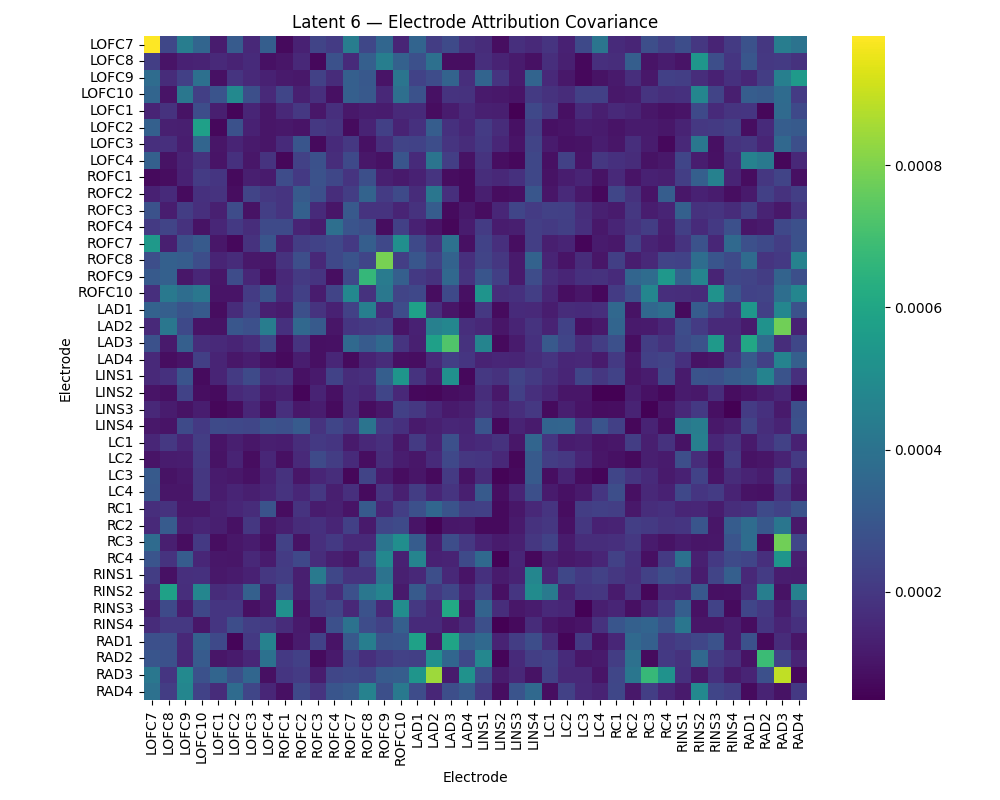 Latent 6 — Electrode Attribution Covariance
Electrode
LOFC7
LOFC8
LOFC9
LOFC10
LOFC1
LOFC2
LOFC3
LOFC4
ROFC1
ROFC2
ROFC3
ROFC4
ROFC7
ROFC8
ROFC9
ROFC10
LAD1
LAD2
LAD3
LAD4
LINS1
LINS2
LINS3
LINS4
LC1
LC2
LC3
LC4
RC1
RC2
RC3
RC4
RINS1
RINS2
RINS3
RINS4
RAD1
RAD2
RAD3
RAD4
LOFC7
LOFC8
LOFC9
LOFC10
LOFC1
LOFC2
LOFC3
LOFC4
ROFC1
ROFC2
ROFC3
ROFC4
ROFC7
ROFC8
ROFC9
ROFC10
LAD1
LAD2
LAD3
LAD4
LINS1
LINS2
LINS3
LINS4
LC1
LC2
LC3
LC4
RC1
RC2
RC3
RC4
RINS1
RINS2
RINS3
RINS4
RAD1
RAD2
RAD3
RAD4
Electrode
0.0008
0.0006
0.0004
0.0002